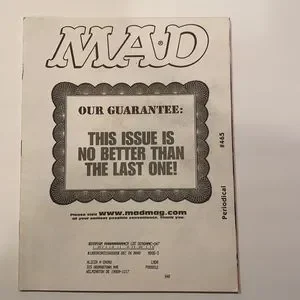 MAD
OUR GUARANTEE:
THIS ISSUE IS
NO BETTER THAN
THE LAST ONE!
Periodical
#465
Please visit www.madmag.com
at your earliest possible convenience. Thank you